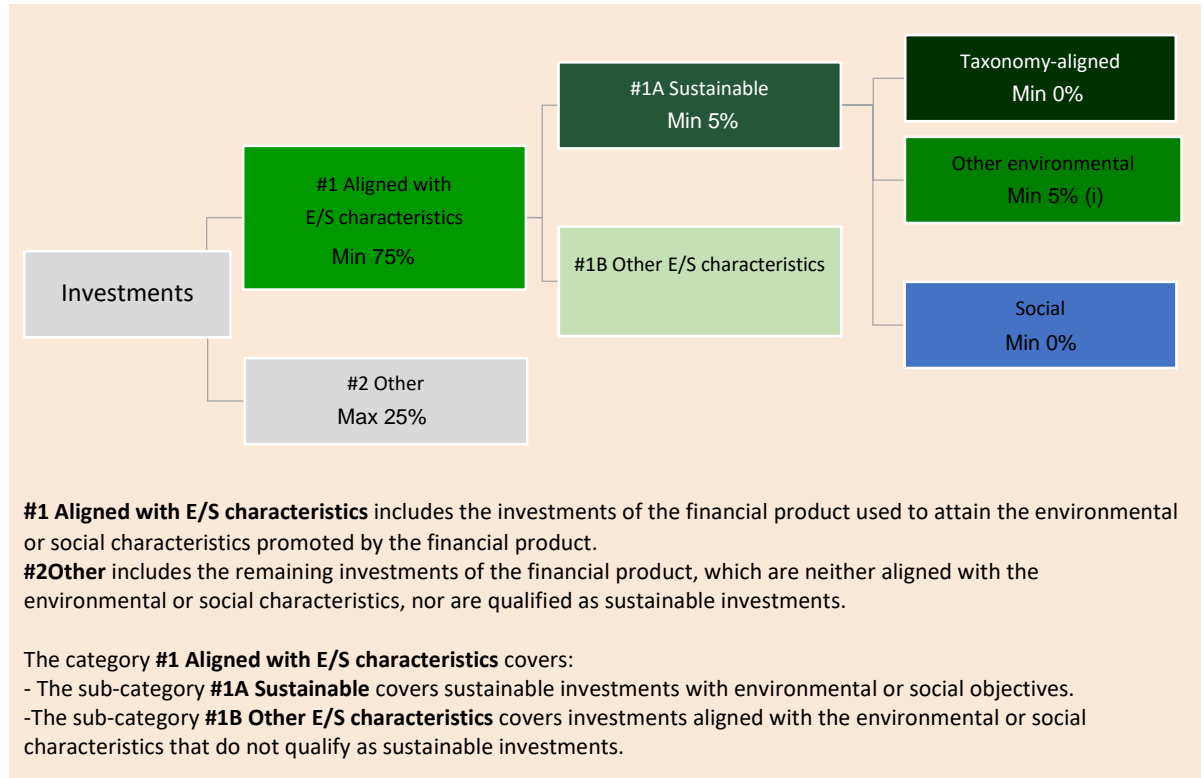 Investments
#1 Aligned with
E/S characteristics
Min 75%
#2 Other
Max 25%
#1A Sustainable
Min 5%
#1B Other E/S characteristics
Taxonomy-aligned
Min 0%
Other environmental
Min 5% (i)
Social
Min 0%
#1 Aligned with E/S characteristics includes the investments of the financial product used to attain the environmental
or social characteristics promoted by the financial product.
#2Other includes the remaining investments of the financial product, which are neither aligned with the
environmental or social characteristics, nor are qualified as sustainable investments.
The category #1 Aligned with E/S characteristics covers:
- The sub-category #1A Sustainable covers sustainable investments with environmental or social objectives.
-The sub-category #1B Other E/S characteristics covers investments aligned with the environmental or social
characteristics that do not qualify as sustainable investments.